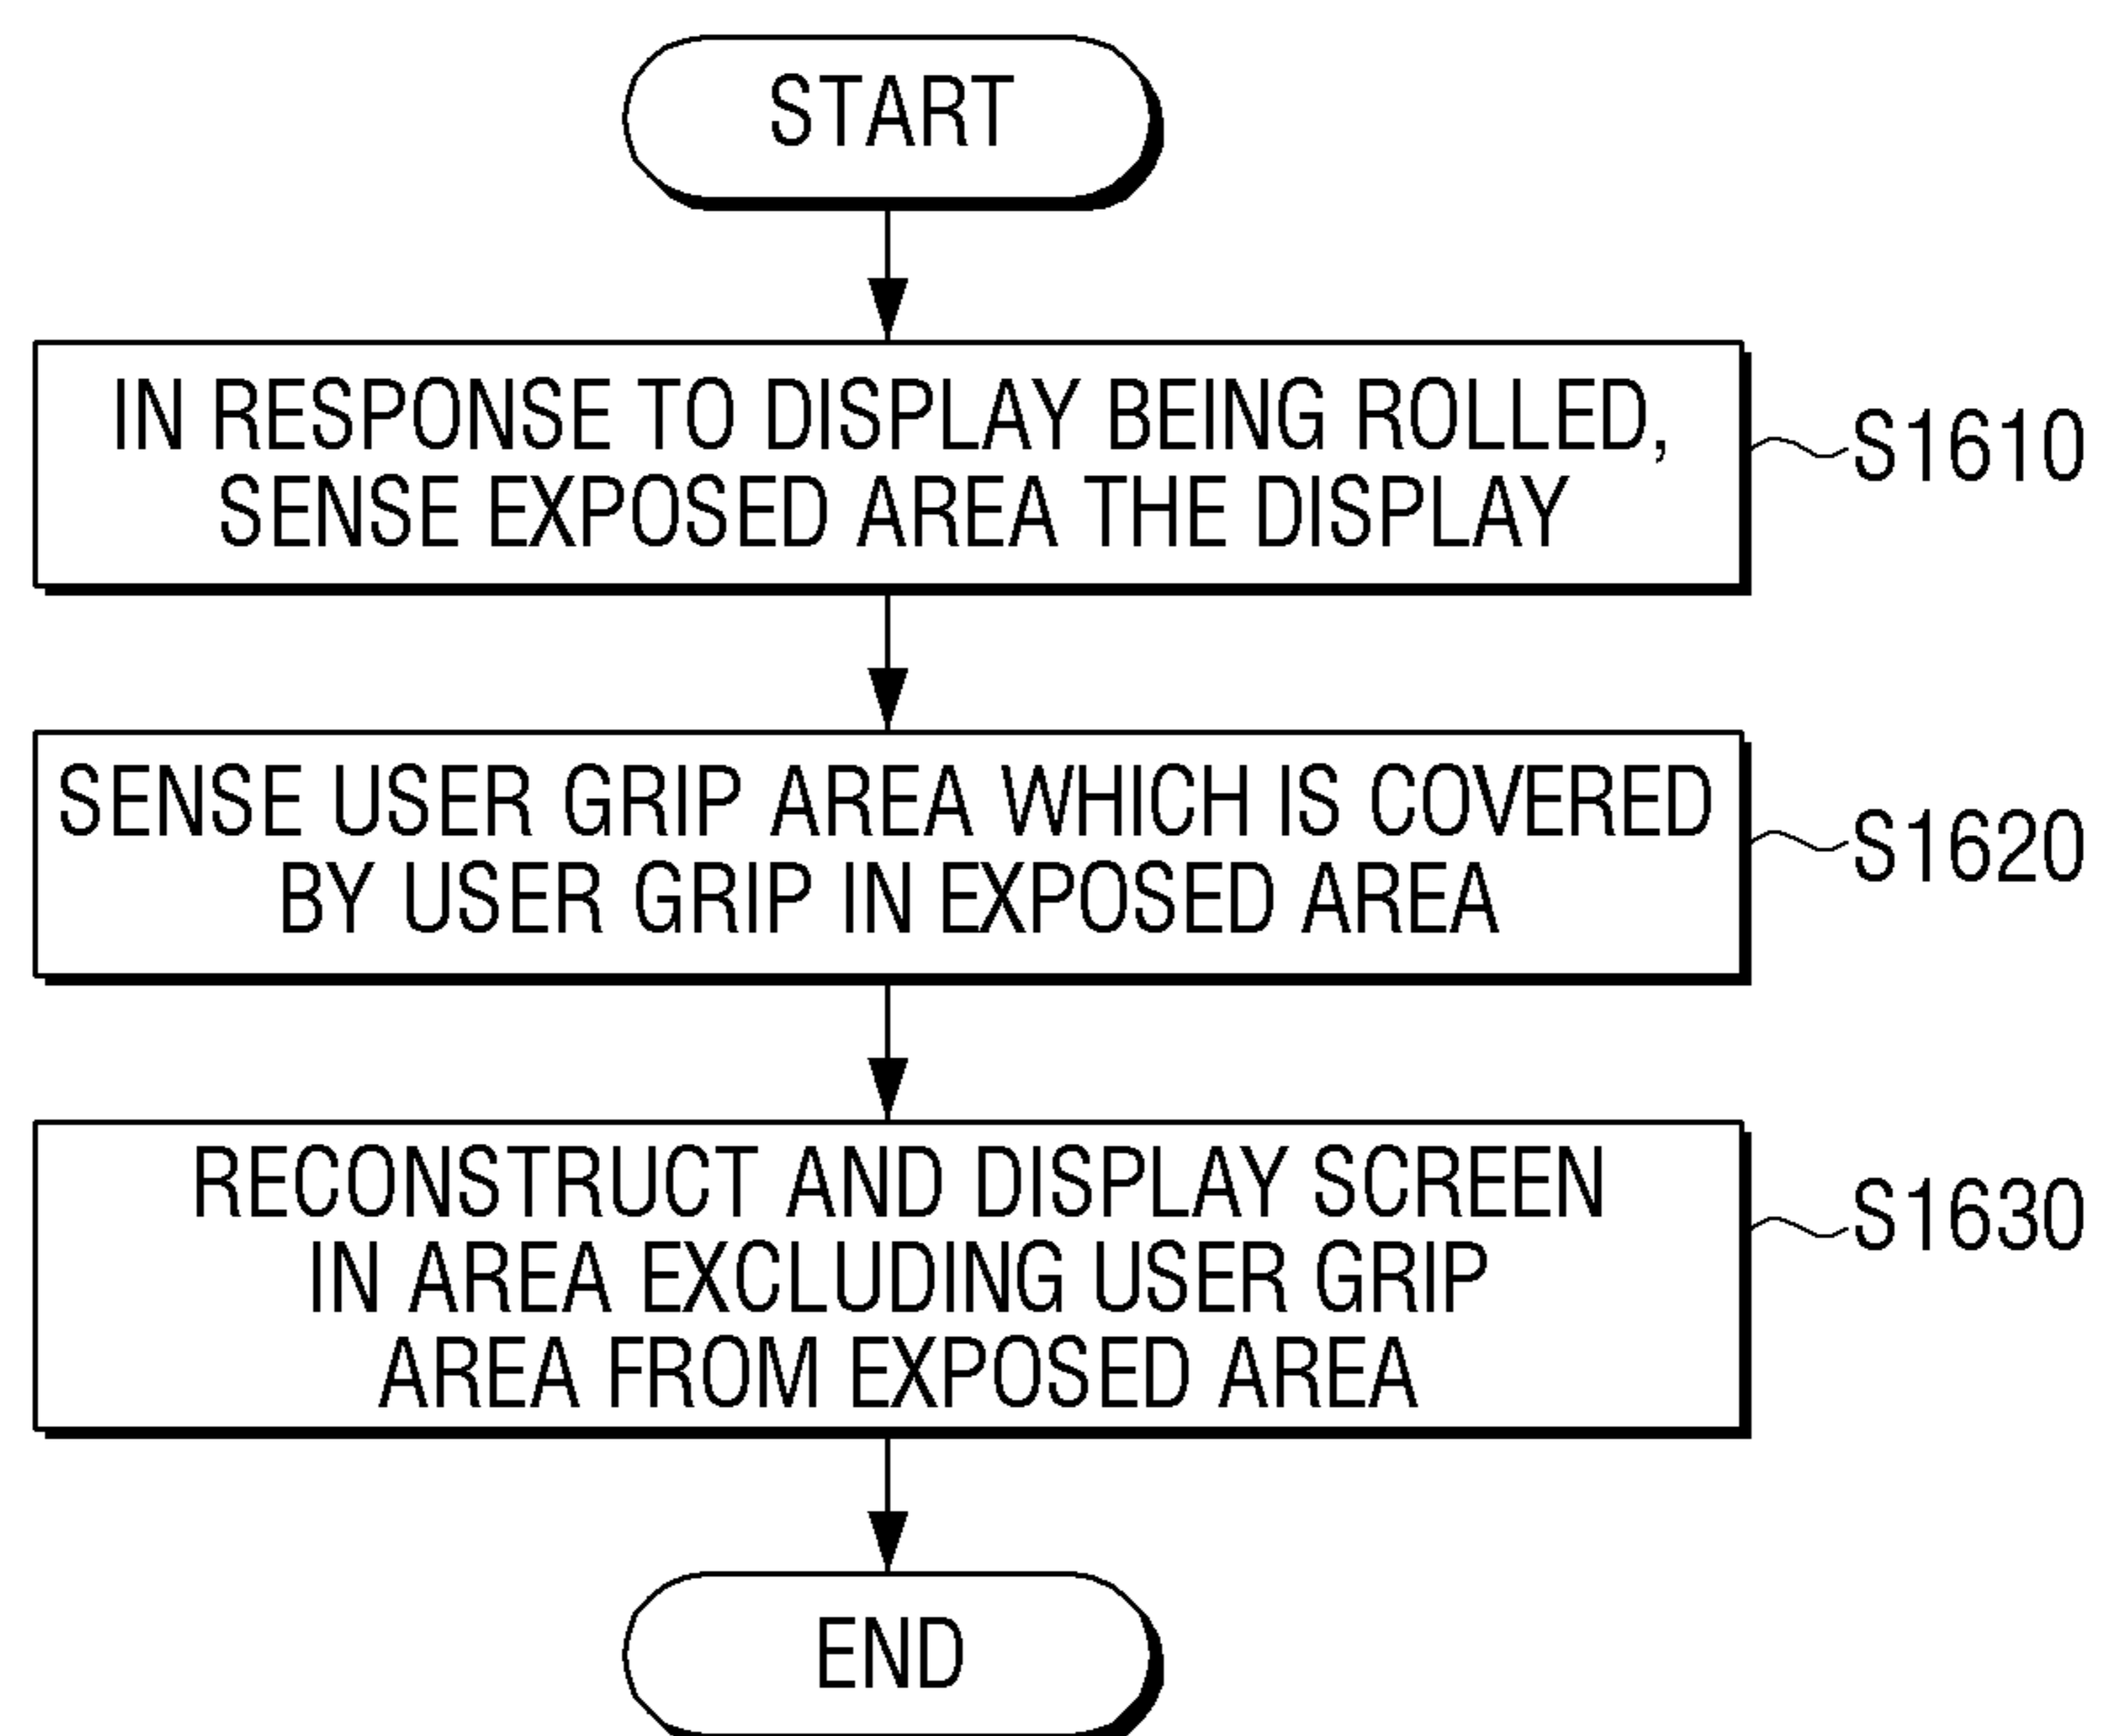 START
IN RESPONSE TO DISPLAY BEING ROLLED,
SENSE EXPOSED AREA THE DISPLAY
S1610
SENSE USER GRIP AREA WHICH IS COVERED
BY USER GRIP IN EXPOSED AREA
S1620
RECONSTRUCT AND DISPLAY SCREEN
IN AREA EXCLUDING USER GRIP
AREA FROM EXPOSED AREA
S1630
END